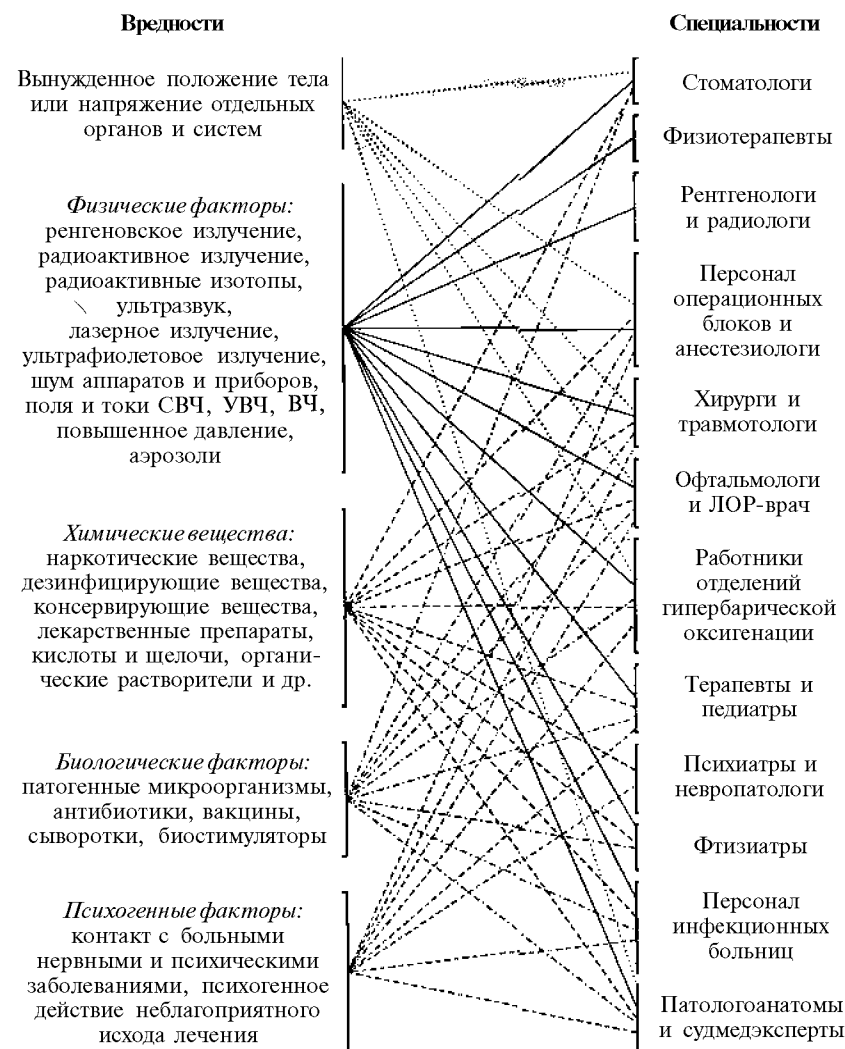 Вредности
Вынужденное положение тела
или напряжение отдельных
органов и систем
Физические факторы:
ренгеновское излучение,
радиоактивное излучение,
радиоактивные изотопы,
ультразвук,
лазерное излучение,
ультрафиолетовое излучение,
шум аппаратов и приборов,
поля и токи СВЧ, УВЧ, ВЧ,
повышенное давление,
аэрозоли
Химические вещества:
наркотические вещества,
дезинфицирующие вещества,
консервирующие вещества,
лекарственные препараты,
кислоты и щелочи, органи-
ческие растворители и др.
Биологические факторы:
патогенные микроорганизмы,
антибиотики, вакцины,
сыворотки, биостимуляторы
Психогенные факторы:
контакт с больными
нервными и психическими
заболеваниями, психогенное
действие неблагоприятного
исхода лечения
Специальности
Стоматологи
Физиотерапевты
Рентгенологи
и радиологи
Персонал
операционных
блоков и
анестезиологи
Хирурги и
травмотологи
Офтальмологи
и ЛОР-врач
Работники
отделений
гипербарической
оксигенации
Терапевты и
педиатры
Психиатры и
невропатологи
Фтизиатры
Персонал
инфекционных
больниц
Патологоанатомы
и судмедэксперты